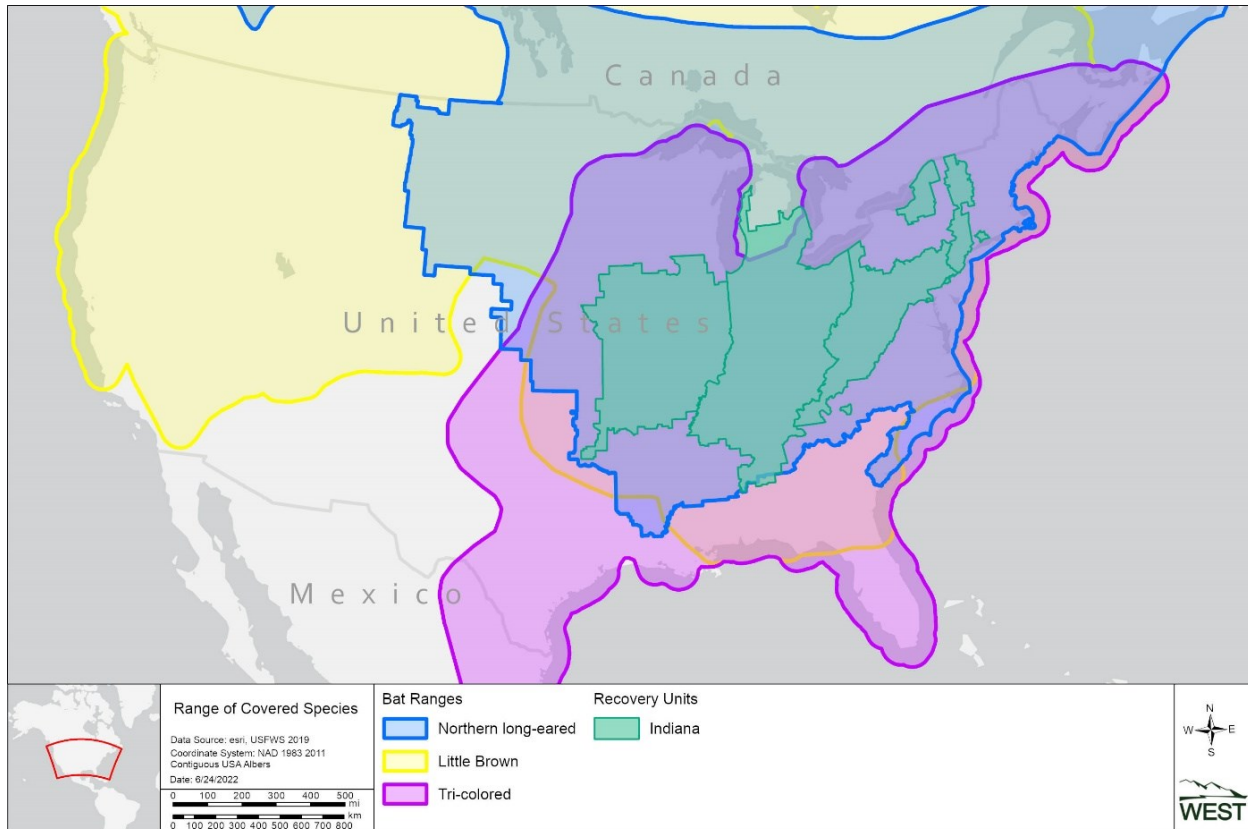 Canada
United States
Mexico
Range of Covered Species
Data Source: esri, USFWS 2019
Coordinate System: NAD 1983 2011
Contiguous USA Albers
Date: 6/24/2022
0 100 200 300 400 500
mi
km
0 100 200 300 400 500 600 700 800
Bat Ranges
Northern long-eared
Little Brown
Tri-colored
Recovery Units
Indiana
N
W E
S
WEST